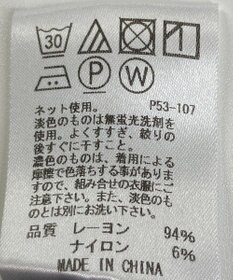 30
P W
ネット使用。 P53-107
淡色のものは無蛍光洗剤を
使用。よくすすぎ、絞りの
後すぐに干すこと。
濃色のものは、着用による
摩擦で色落ちする事があり
ますので、組み合せの衣服にご
注意下さい。また、淡色のも
のとは別にお洗い下さい。
品質 レーヨン 94%
ナイロン 6%
MADE IN CHINA